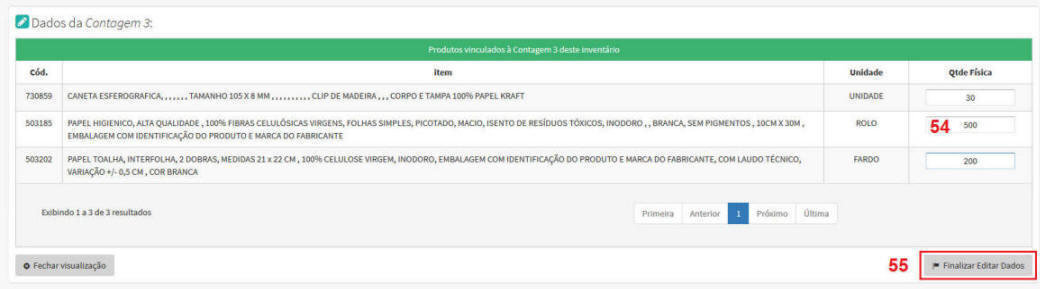 Dados da Contagem 3:
Produtos vinculados à Contagem 3 deste inventário
Cód. Item Unidade Qtde Física
730859 CANETA ESFEROGRAFICA, , , , , , , TAMANHO 105 X 8 MM , , , , , , , , , , CLIP DE MADEIRA , , , CORPO E TAMPA 100% PAPEL KRAFT UNIDADE 30
503185 PAPEL HIGIENICO, ALTA QUALIDADE , 100% FIBRAS CELULÓSICAS VIRGENS, FOLHAS SIMPLES, PICOTADO, MACIO, ISENTO DE RESÍDUOS TÓXICOS, INODORO , , BRANCA, SEM PIGMENTOS , 10CM X 30M , ROLO 54 500
EMBALAGEM COM IDENTIFICAÇÃO DO PRODUTO E MARCA DO FABRICANTE
503202 PAPEL TOALHA, INTERFOLHA, 2 DOBRAS, MEDIDAS 21 x 22 CM , 100% CELULOSE VIRGEM, INODORO, EMBALAGEM COM IDENTIFICAÇÃO DO PRODUTO E MARCA DO FABRICANTE, COM LAUDO TÉCNICO, FARDO 200
VARIAÇÃO +/- 0,5 CM , COR BRANCA
Exibindo 1 a 3 de 3 resultados Primeira Anterior 1 Próximo Última
Fechar visualização 55 Finalizar Editar Dados